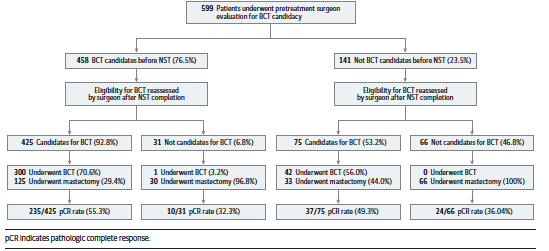 599 Patients underwent pretreatment surgeon
evaluation for BCT candidacy
458 BCT candidates before NST (76.5%)
141 Not BCT candidates before NST (23.5%)
Eligibility for BCT reassessed
by surgeon after NST completion
Eligibility for BCT reassessed
by surgeon after NST completion
425 Candidates for BCT (92.8%)
31 Not candidates for BCT (6.8%)
75 Candidates for BCT (53.2%)
66 Not candidates for BCT (46.8%)
300 Underwent BCT (70.6%)
125 Underwent mastectomy (29.4%)
1 Underwent BCT (3.2%)
30 Underwent mastectomy (96.8%)
42 Underwent BCT (56.0%)
33 Underwent mastectomy (44.0%)
0 Underwent BCT
66 Underwent mastectomy (100%)
235/425 pCR rate (55.3%)
10/31 pCR rate (32.3%)
37/75 pCR rate (49.3%)
24/66 pCR rate (36.04%)
pCR indicates pathologic complete response.